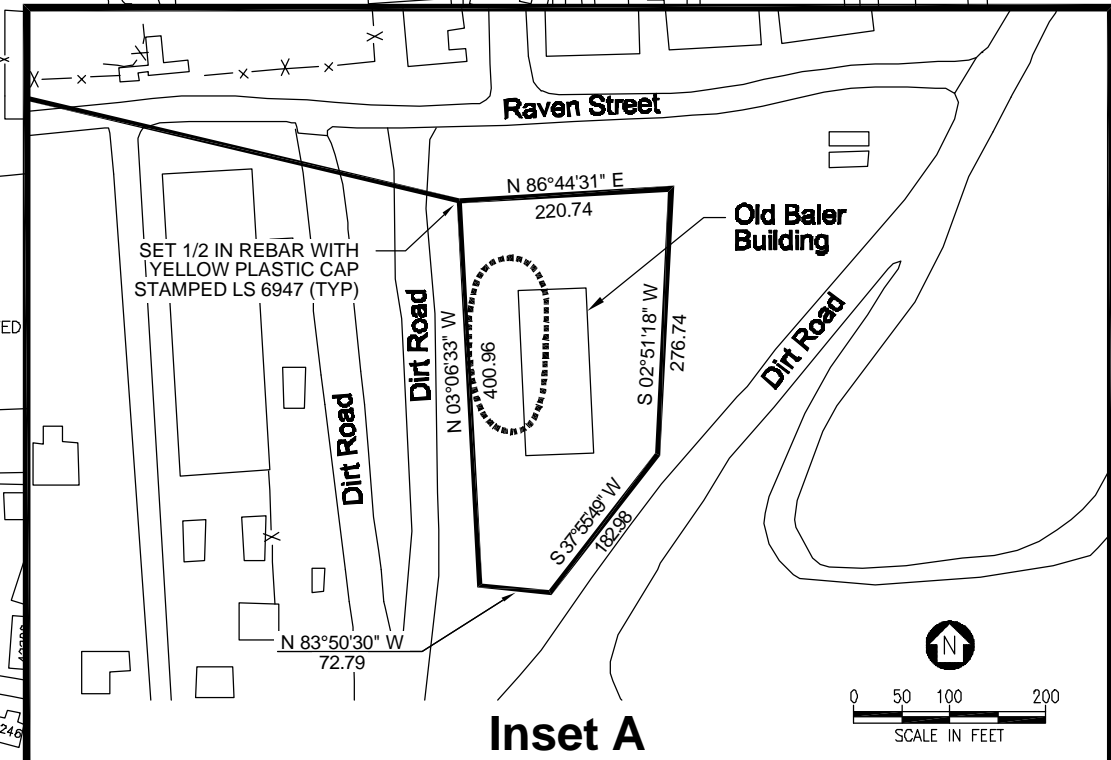 Raven Street
N 86°44'31" E
220.74
Old Baler
Building
SET 1/2 IN REBAR WITH
YELLOW PLASTIC CAP
STAMPED LS 6947 (TYP)
Dirt Road
N 03°06'33" W
400.96
S 02°51'18" W
276.74
Dirt Road
ED
Dirt Road
S 37°55'49" W
182.98
N 83°50'30" W
72.79
N
0 50 100 200
SCALE IN FEET
Inset A
246